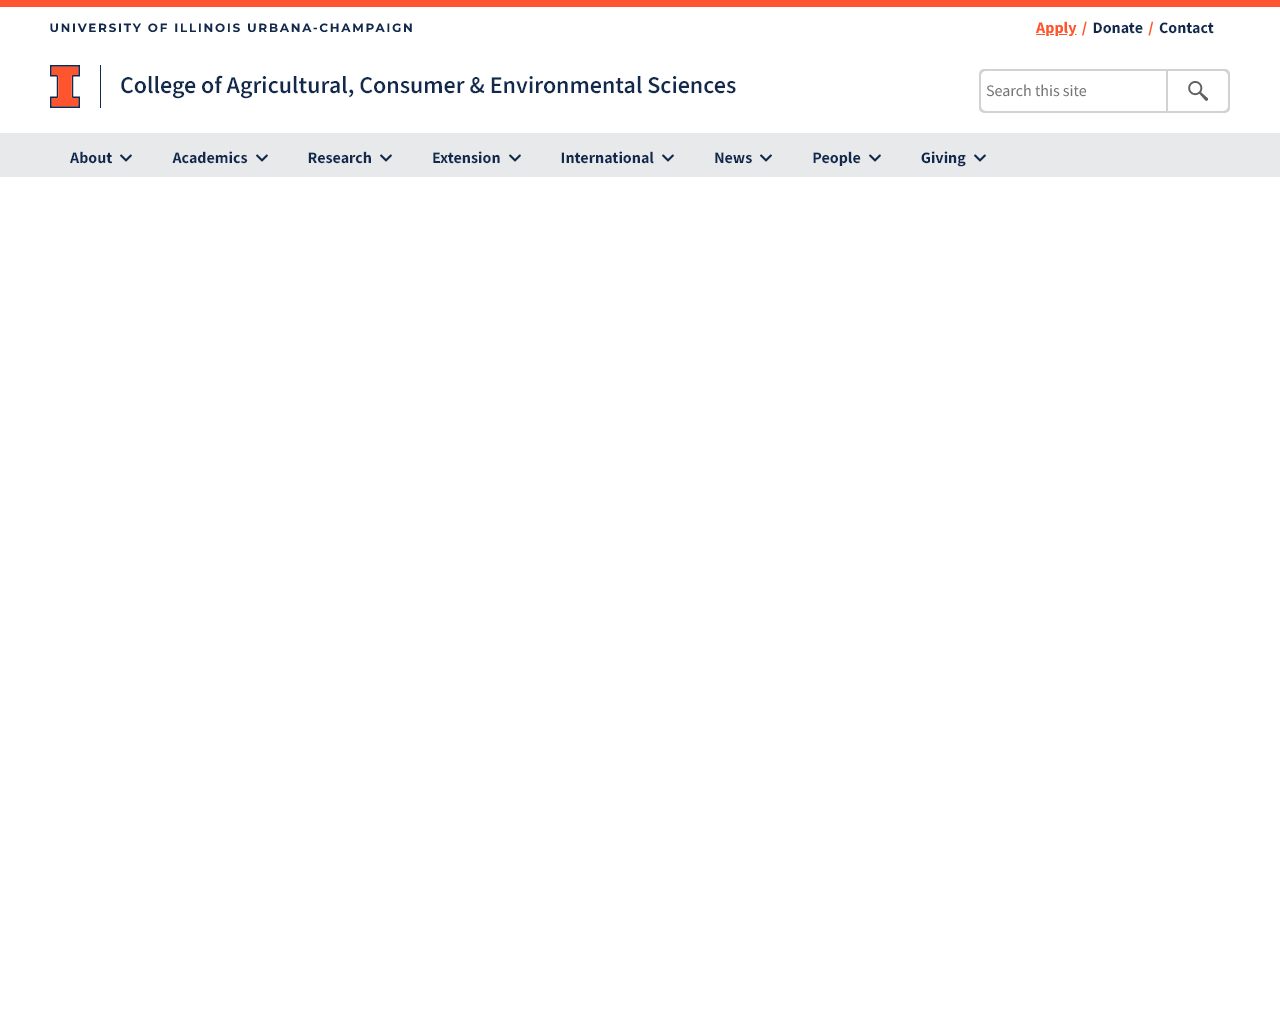 UNIVERSITY OF ILLINOIS URBANA-CHAMPAIGN
Apply / Donate / Contact
College of Agricultural, Consumer & Environmental Sciences
Search this site
About Academics Research Extension International News People Giving